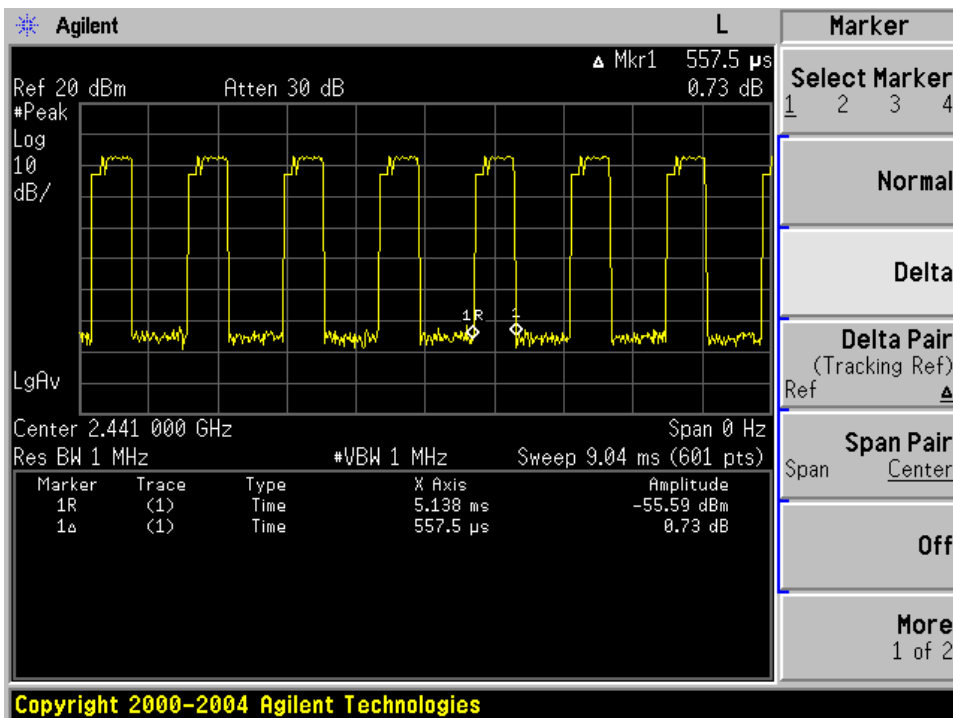 Agilent L
Δ Mkr1 557.5 µs
Ref 20 dBm Atten 30 dB 0.73 dB
#Peak
Log
10
dB/
1R 1
LgAv
Center 2.441 000 GHz Span 0 Hz
Res BW 1 MHz #VBW 1 MHz Sweep 9.04 ms (601 pts)
Marker Trace Type X Axis Amplitude
1R (1) Time 5.138 ms -55.59 dBm
1Δ (1) Time 557.5 µs 0.73 dB
Marker
Select Marker
1 2 3 4
Normal
Delta
Delta Pair
(Tracking Ref)
Ref Δ
Span Pair
Span Center
Off
More
1 of 2
Copyright 2000-2004 Agilent Technologies